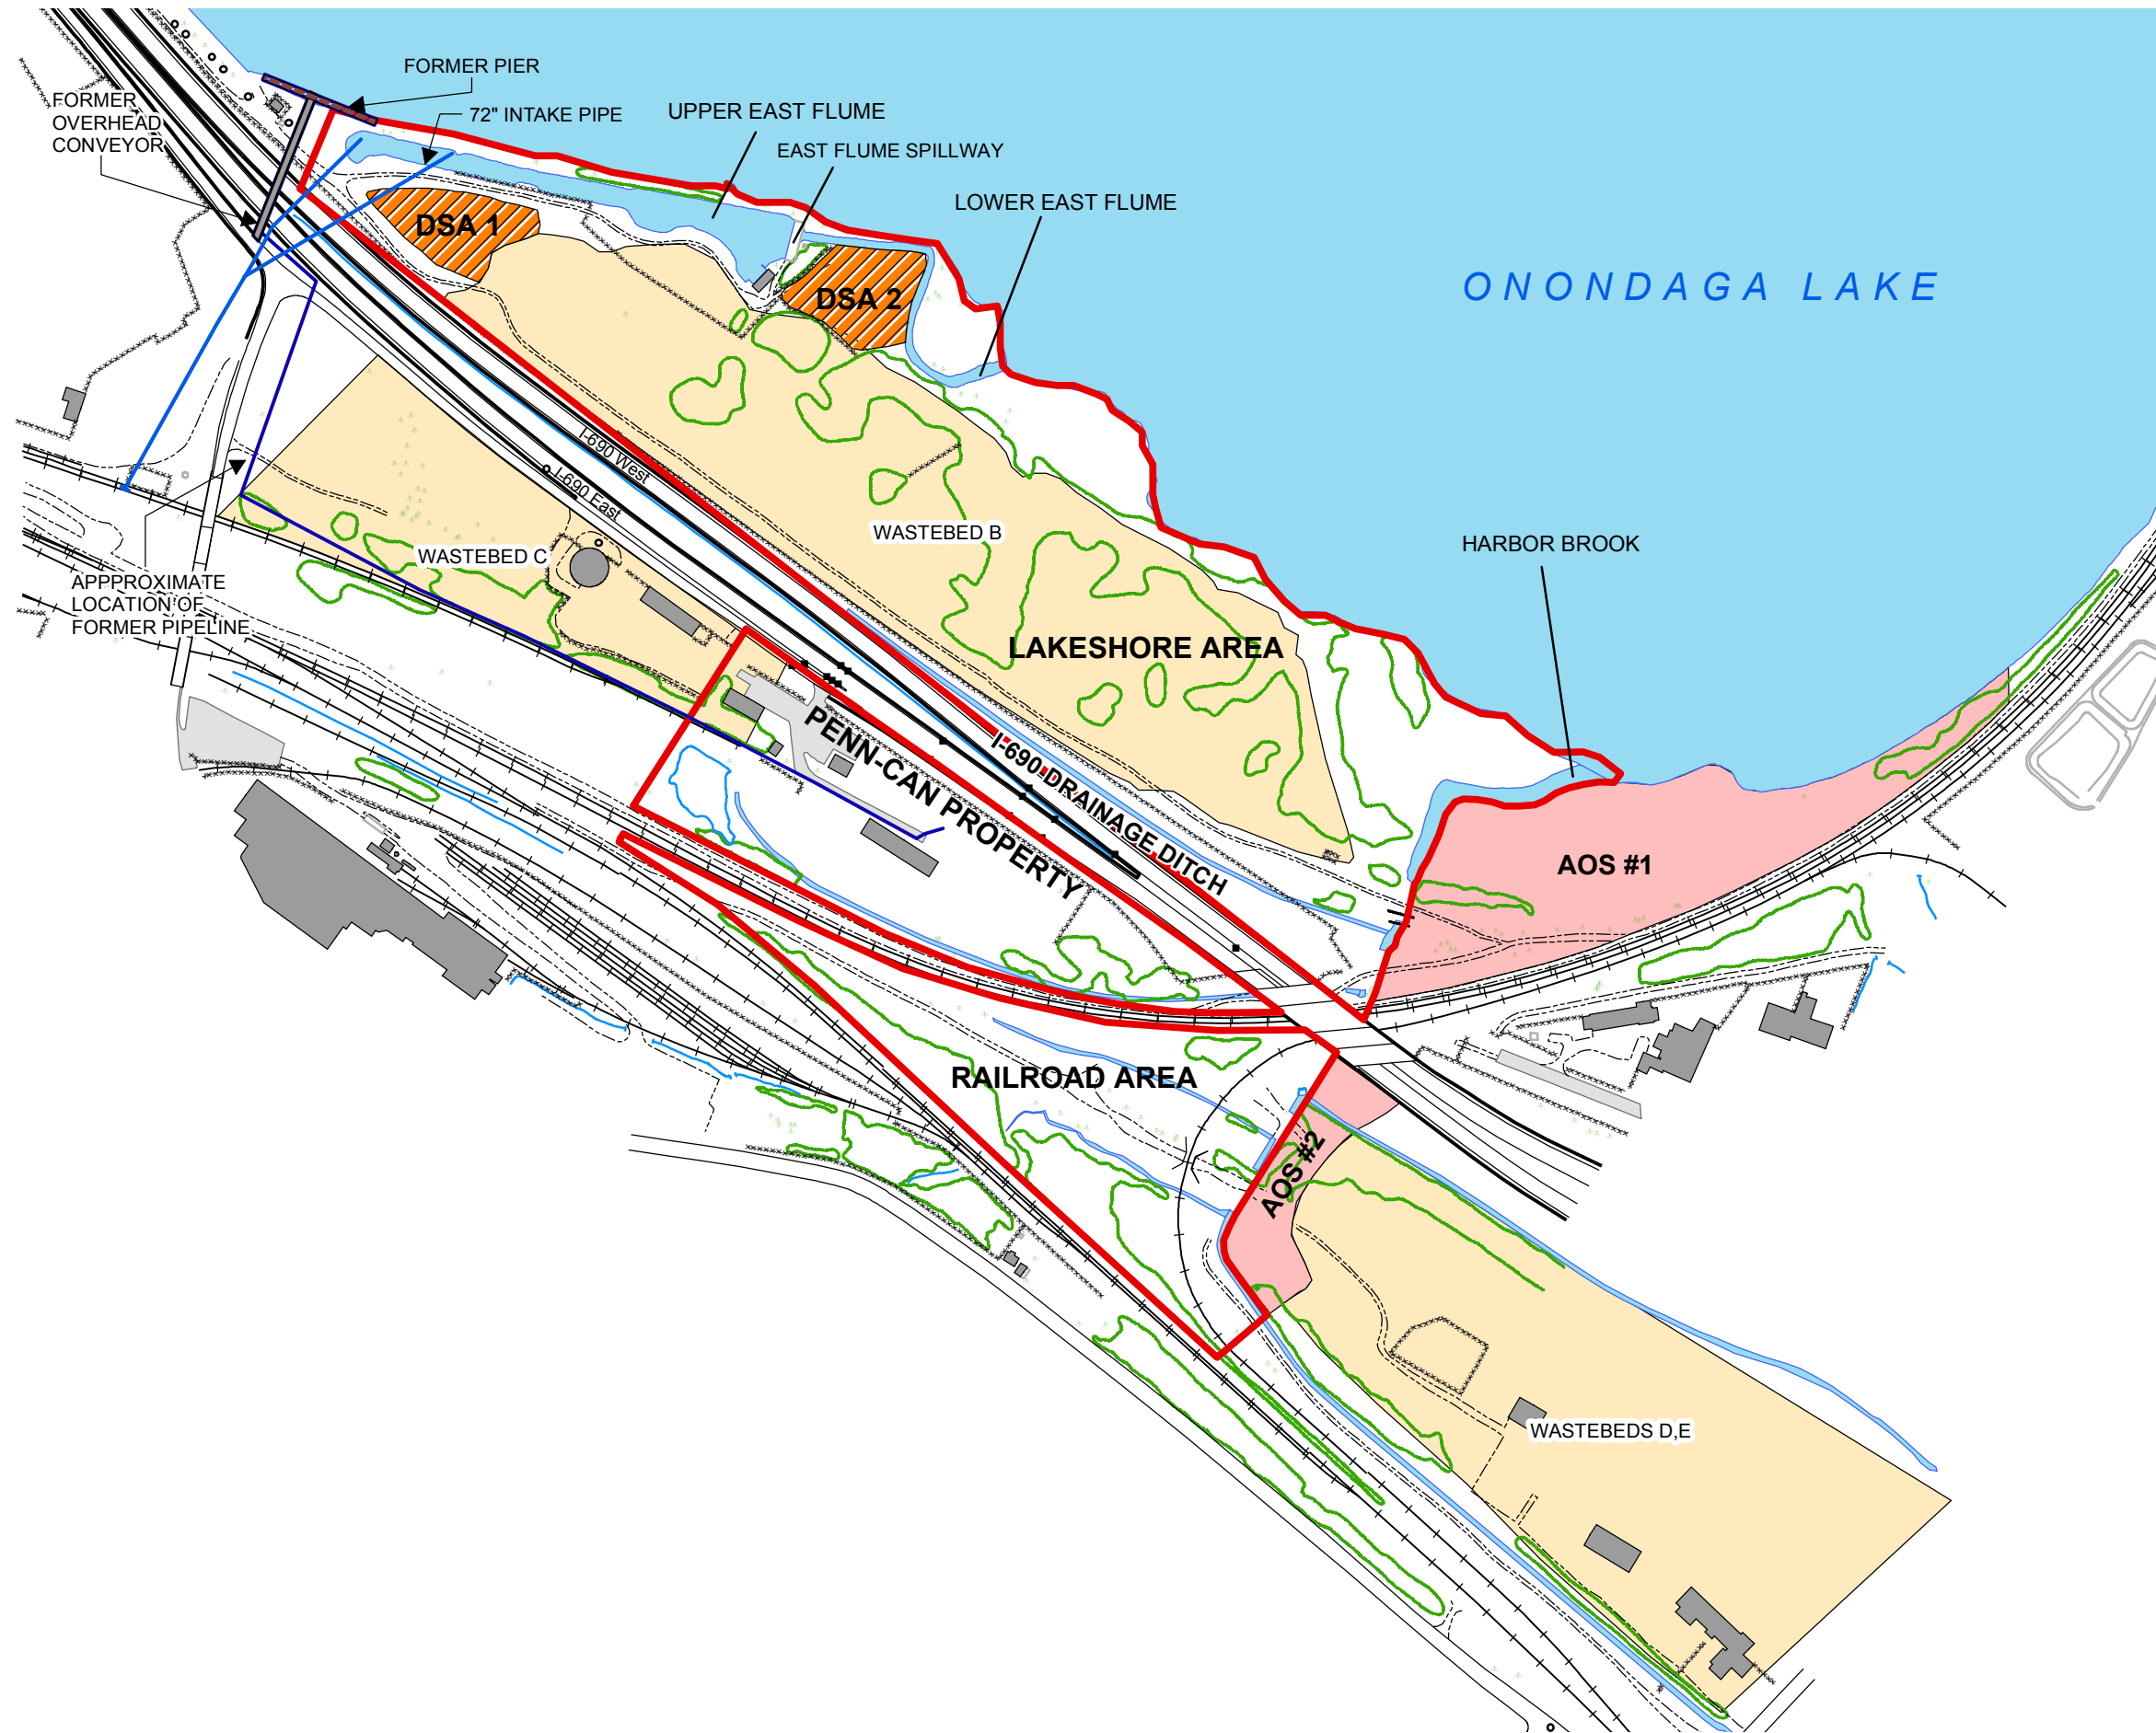 FORMER PIER
FORMER
OVERHEAD
CONVEYOR
72" INTAKE PIPE
UPPER EAST FLUME
EAST FLUME SPILLWAY
LOWER EAST FLUME
DSA 1
DSA 2
ONONDAGA LAKE
I-690 West
I-690 East
WASTEBED B
HARBOR BROOK
WASTEBED C
APPPROXIMATE
LOCATION OF
FORMER PIPELINE
LAKESHORE AREA
PENN-CAN PROPERTY
I-690 DRAINAGE DITCH
AOS #1
RAILROAD AREA
AOS #2
WASTEBEDS D,E